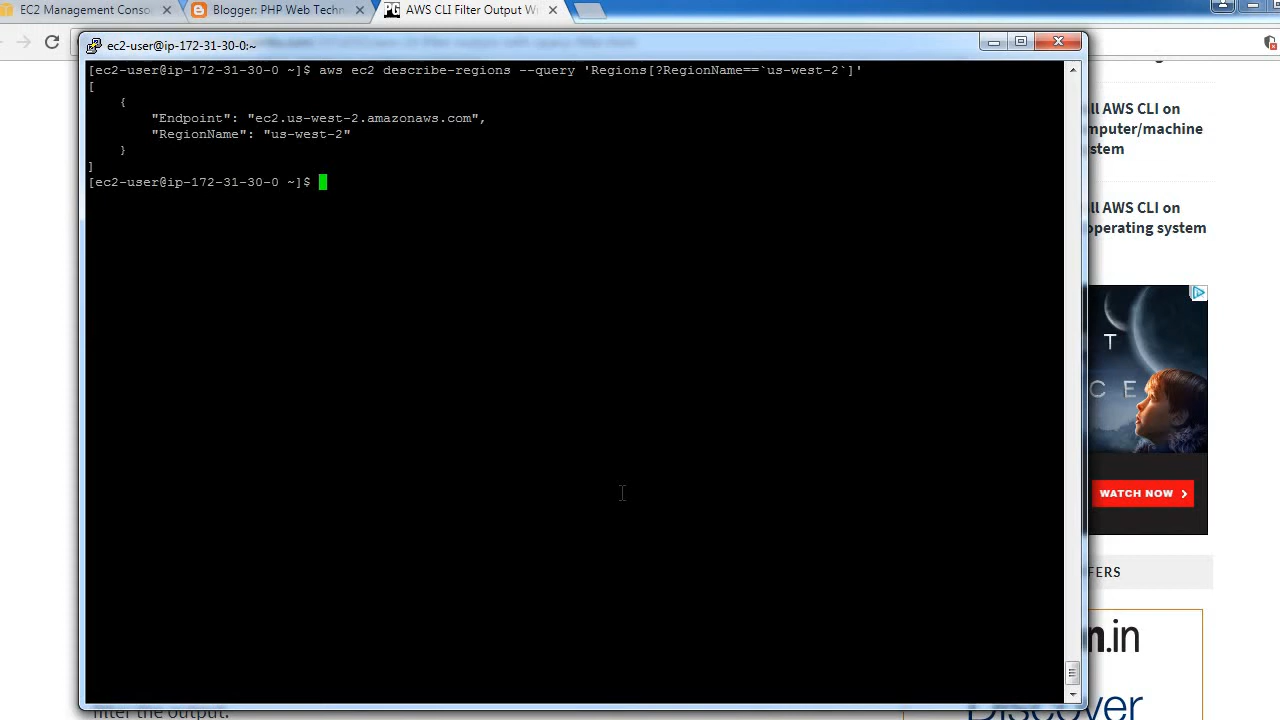 EC2 Management Conso
Blogger: PHP Web Techn
AWS CLI Filter Output W
ec2-user@ip-172-31-30-0:~
[ec2-user@ip-172-31-30-0 ~]$ aws ec2 describe-regions --query 'Regions[?RegionName==`us-west-2`]'
[
{
"Endpoint": "ec2.us-west-2.amazonaws.com",
"RegionName": "us-west-2"
}
]
[ec2-user@ip-172-31-30-0 ~]$
ll AWS CLI on
mputer/machine
stem
ll AWS CLI on
operating system
T
C E
WATCH NOW
FERS
n.in
Discover
filter the output.